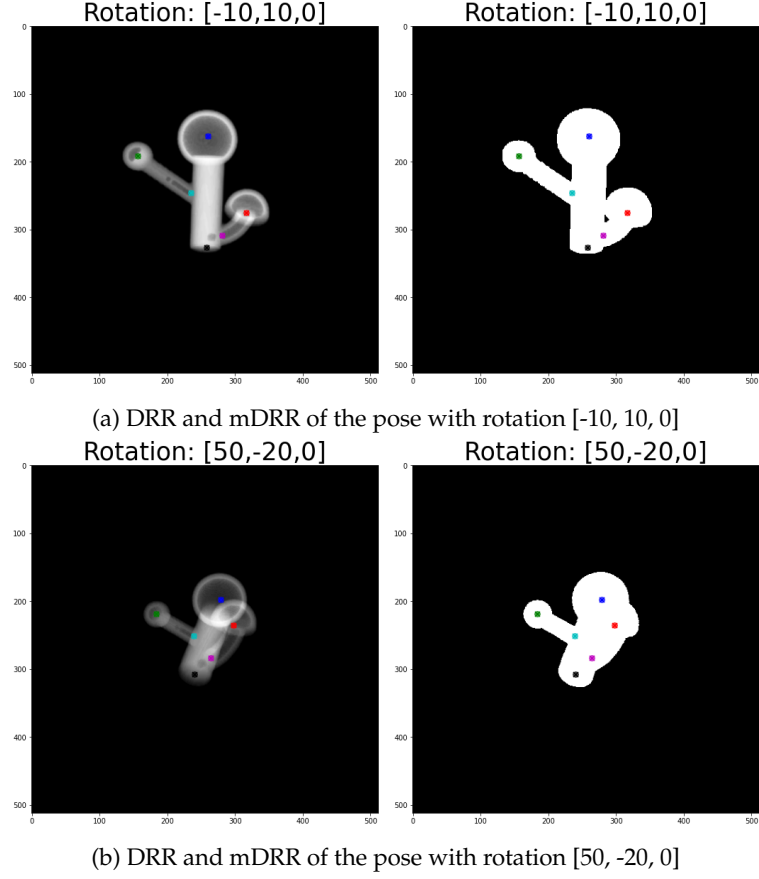 Rotation: [-10,10,0] Rotation: [-10,10,0]
0 0
100 100
200 200
300 300
400 400
500 500
0 100 200 300 400 500 0 100 200 300 400 500
(a) DRR and mDRR of the pose with rotation [-10, 10, 0]
Rotation: [50,-20,0] Rotation: [50,-20,0]
0 0
100 100
200 200
300 300
400 400
500 500
0 100 200 300 400 500 0 100 200 300 400 500
(b) DRR and mDRR of the pose with rotation [50, -20, 0]